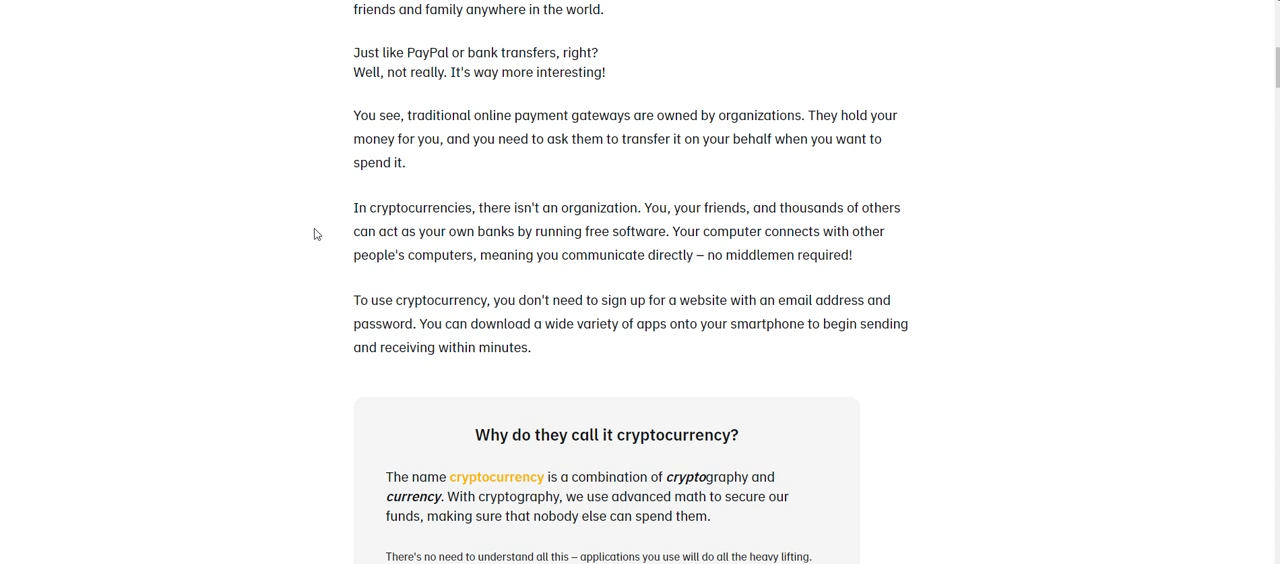 friends and family anywhere in the world.
Just like PayPal or bank transfers, right?
Well, not really. It's way more interesting!
You see, traditional online payment gateways are owned by organizations. They hold your
money for you, and you need to ask them to transfer it on your behalf when you want to
spend it.
In cryptocurrencies, there isn't an organization. You, your friends, and thousands of others
can act as your own banks by running free software. Your computer connects with other
people's computers, meaning you communicate directly – no middlemen required!
To use cryptocurrency, you don't need to sign up for a website with an email address and
password. You can download a wide variety of apps onto your smartphone to begin sending
and receiving within minutes.
Why do they call it cryptocurrency?
The name cryptocurrency is a combination of cryptography and
currency. With cryptography, we use advanced math to secure our
funds, making sure that nobody else can spend them.
There's no need to understand all this – applications you use will do all the heavy lifting.